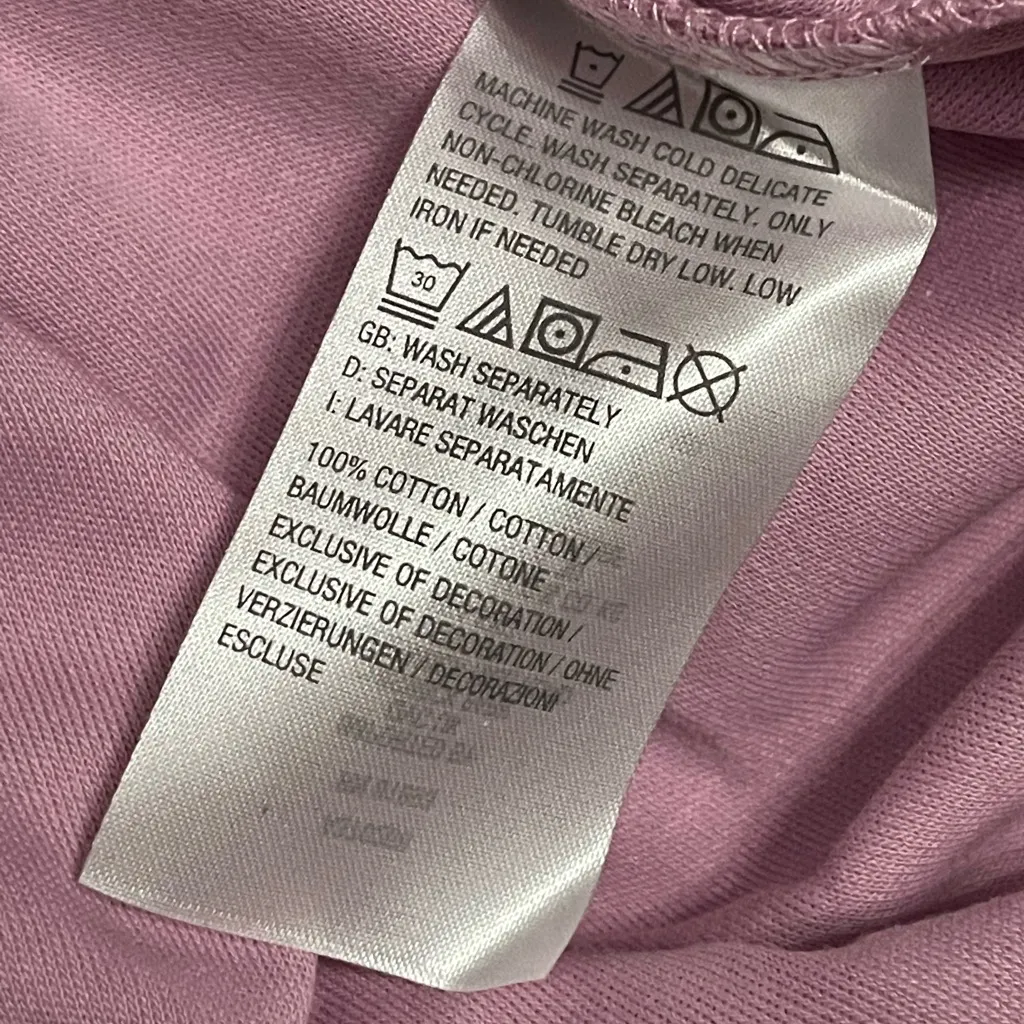 MACHINE WASH COLD DELICATE
CYCLE. WASH SEPARATELY. ONLY
NON-CHLORINE BLEACH WHEN
NEEDED. TUMBLE DRY LOW. LOW
IRON IF NEEDED
30
GB: WASH SEPARATELY
D: SEPARAT WASCHEN
I: LAVARE SEPARATAMENTE
100% COTTON / COTTON /
BAUMWOLLE / COTONE
EXCLUSIVE OF DECORATION /
EXCLUSIVE OF DECORATION / OHNE
VERZIERUNGEN / DECORAZIONI
ESCLUSE